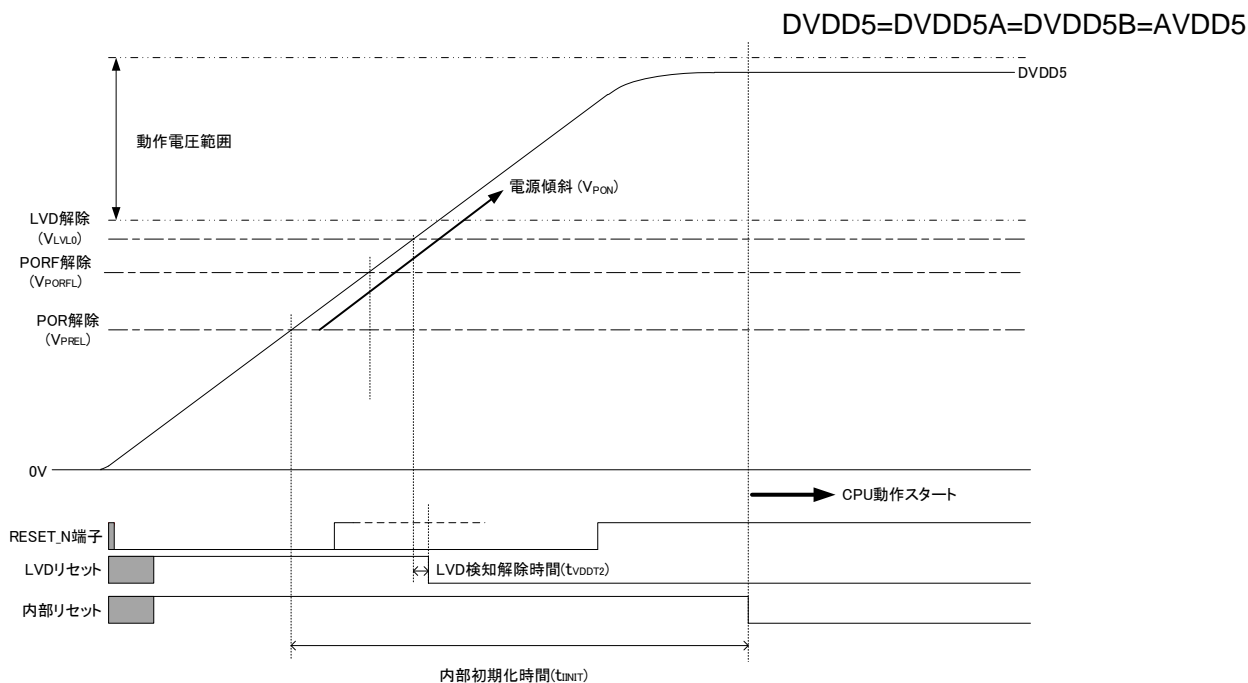 DVDD5=DVDD5A=DVDD5B=AVDD5
DVDD5
動作電圧範囲
電源傾斜 (VPON)
LVD解除
(VLVL0)
PORF解除
(VPORFL)
POR解除
(VPREL)
0V
CPU動作スタート
RESET_N端子
LVDリセット
LVD検知解除時間(tVDDT2)
内部リセット
内部初期化時間(tIINIT)